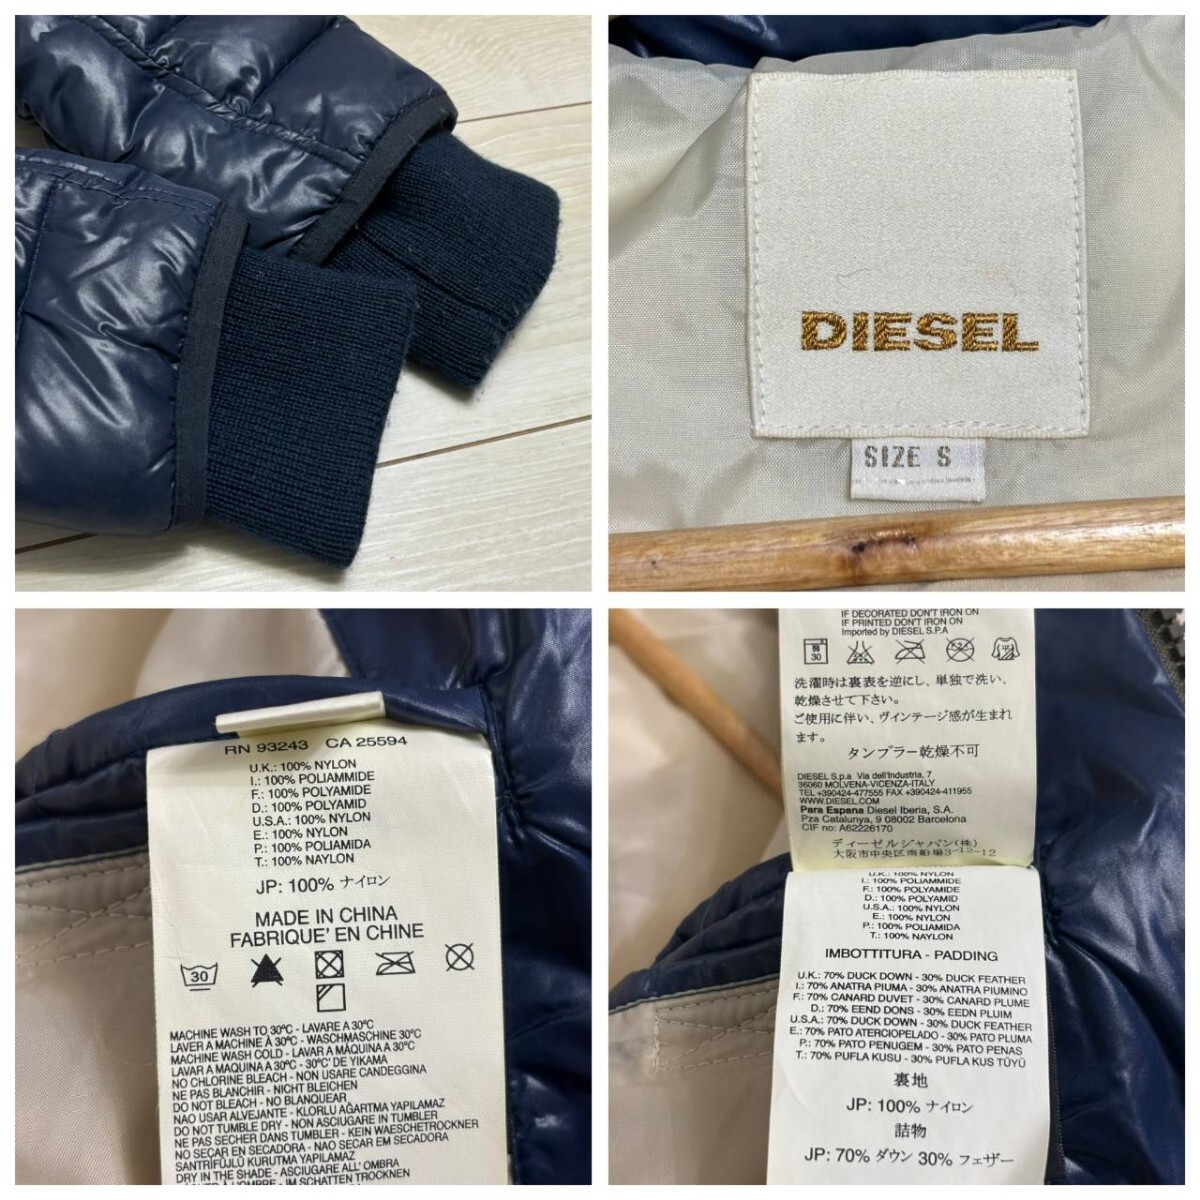 DIESEL
SIZE S
RN 93243 CA 25594
U.K.: 100% NYLON
I.: 100% POLIAMMIDE
F.: 100% POLYAMIDE
D.: 100% POLYAMID
U.S.A.: 100% NYLON
E.: 100% NYLON
P.: 100% POLIAMIDA
T.: 100% NAYLON
JP: 100% ナイロン
MADE IN CHINA
FABRIQUE' EN CHINE
30
MACHINE WASH TO 30ºC - LAVARE A 30ºC
LAVER A MACHINE À 30ºC - WASCHMASCHINE 30ºC
MACHINE WASH COLD - LAVAR A MÁQUINA A 30ºC
LAVAR A MAQUINA A 30ºC - 30ºC' DE YIKAMA
NO CHLORINE BLEACH - NON USARE CANDEGGINA
NE PAS BLANCHIR - NICHT BLEICHEN
DO NOT BLEACH - NO BLANQUEAR
NAO USAR ALVEJANTE - KLORLU AĞARTMA YAPILAMAZ
DO NOT TUMBLE DRY - NON ASCIUGARE IN TUMBLER
NE PAS SECHER DANS TUMBLER - KEIN WAESCHETROCKNER
NO SECAR EN SECADORA - NAO SECAR EM SECADORA
SANTRİFÜJLÜ KURUTMA YAPILAMAZ
DRY IN THE SHADE - ASCIUGARE ALL' OMBRA
SÉCHER A L'OMBRE - IM SCHATTEN TROCKNEN
IF DECORATED DON'T IRON ON
IF PRINTED DON'T IRON ON
Imported by DIESEL S.P.A
30
洗濯時は裏表を逆にし、単独で洗い、
乾燥させて下さい。
ご使用に伴い、ヴィンテージ感が生まれ
ます。
タンブラー乾燥不可
DIESEL S.p.a Via dell'Industria, 7
36060 MOLVENA-VICENZA-ITALY
TEL +390424-477555 FAX +390424-411955
WWW.DIESEL.COM
Para Espana Diesel Iberia, S.A.
Pza Catalunya, 9 08002 Barcelona
CIF no: A62226170
ディーゼルジャパン(株)
大阪市中央区南船場3-12-12
U.K.: 100% NYLON
I.: 100% POLIAMMIDE
F.: 100% POLYAMIDE
D.: 100% POLYAMID
U.S.A.: 100% NYLON
E.: 100% NYLON
P.: 100% POLIAMIDA
T.: 100% NAYLON
IMBOTTITURA - PADDING
U.K.: 70% DUCK DOWN - 30% DUCK FEATHER
I.: 70% ANATRA PIUMA - 30% ANATRA PIUMINO
F.: 70% CANARD DUVET - 30% CANARD PLUME
D.: 70% EEND DONS - 30% EEDN PLUIM
U.S.A.: 70% DUCK DOWN - 30% DUCK FEATHER
E.: 70% PATO ATERCIOPELADO - 30% PATO PLUMA
P.: 70% PATO PENUGEM - 30% PATO PENAS
T.: 70% PUFLA KUSU - 30% PUFLA KUS TÜYÜ
裏地
JP: 100% ナイロン
詰物
JP: 70% ダウン 30% フェザー